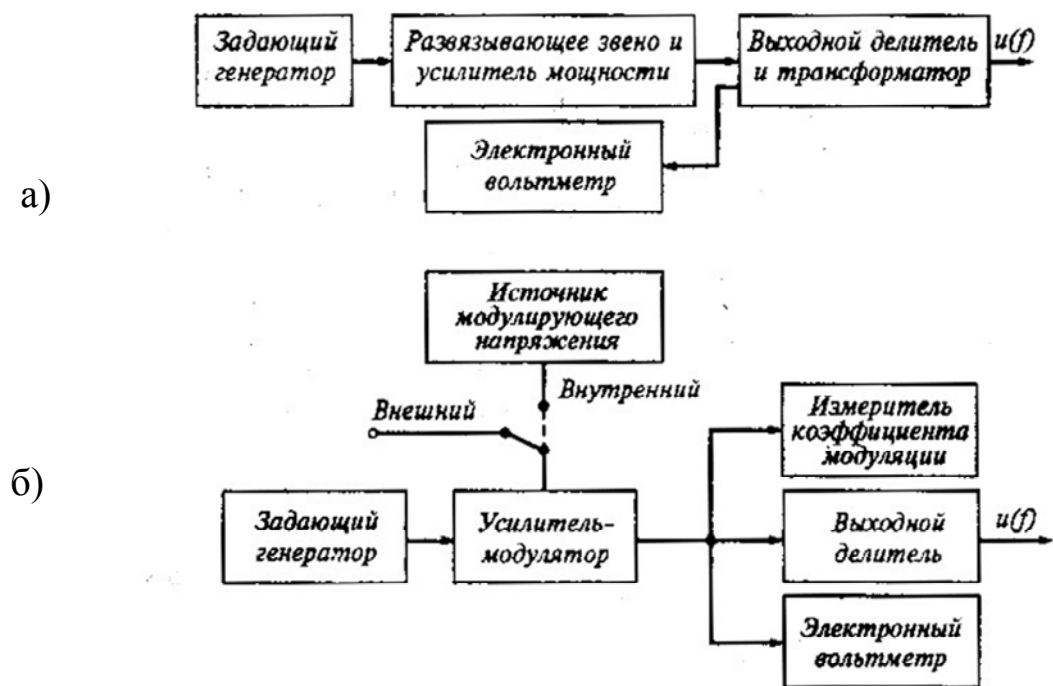 Задающий
генератор
Развязывающее звено и
усилитель мощности
Выходной делитель
и трансформатор
u(f)
Электронный
вольтметр
а)
Источник
модулирующего
напряжения
Внутренний
Внешний
Измеритель
коэффициента
модуляции
б)
Задающий
генератор
Усилитель-
модулятор
Выходной
делитель
u(f)
Электронный
вольтметр